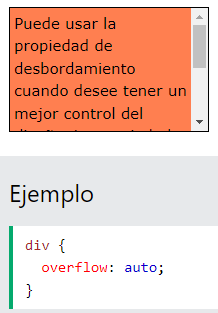 Puede usar la
propiedad de
desbordamiento
cuando desee tener un
mejor control del
Ejemplo
div {
  overflow: auto;
}